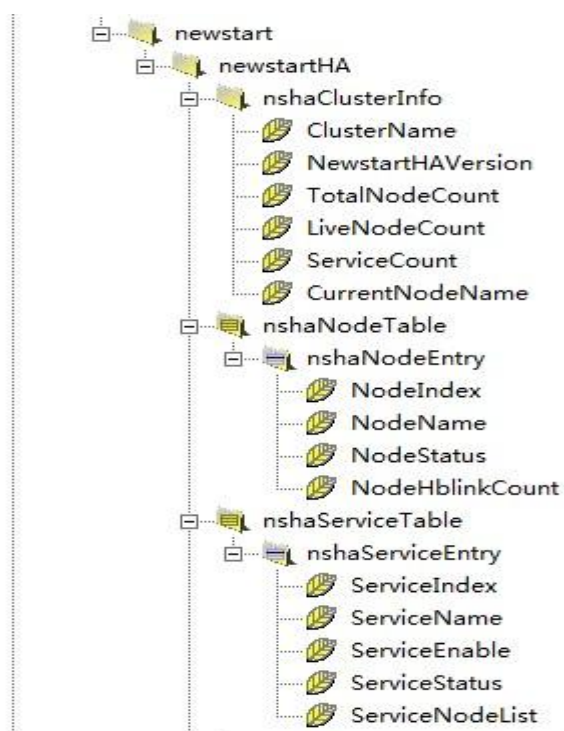 newstart
newstartHA
nshaClusterInfo
ClusterName
NewstartHAVersion
TotalNodeCount
LiveNodeCount
ServiceCount
CurrentNodeName
nshaNodeTable
nshaNodeEntry
NodeIndex
NodeName
NodeStatus
NodeHblinkCount
nshaServiceTable
nshaServiceEntry
ServiceIndex
ServiceName
ServiceEnable
ServiceStatus
ServiceNodeList